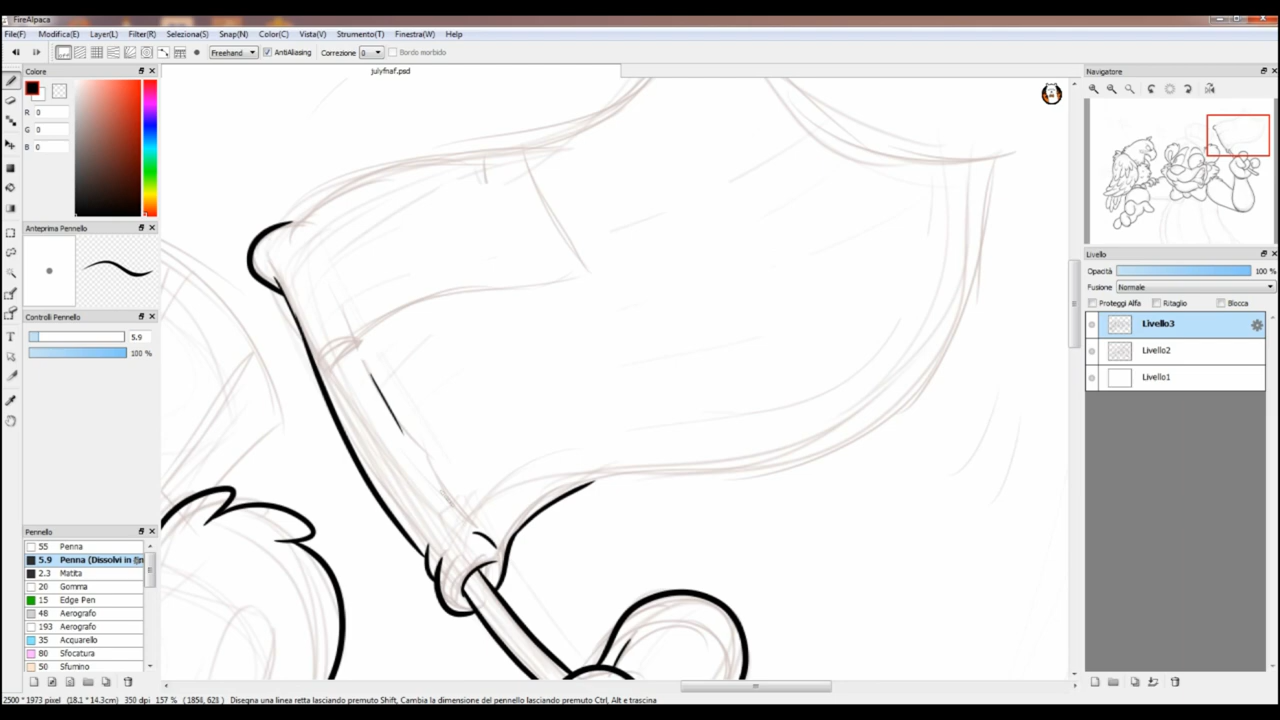 FireAlpaca
File(F) Modifica(E) Layer(L) Filter(R) Seleziona(S) Snap(N) Color(C) Vista(V) Strumento(T) Finestra(W) Help
Freehand AntiAliasing Correzione 0 Bordo morbido
Colore
julyfnaf.psd
Navigatore
R 0
G 0
B 0
Anteprima Pennello
Livello
Opacità 100 %
Fusione Normale
Proteggi Alfa Ritaglio Blocca
Controlli Pennello
Livello3
5.9
100 %
Livello2
Livello1
Pennello
55 Penna
5.9 Penna (Dissolvi in
2.3 Matita
20 Gomma
15 Edge Pen
48 Aerografo
193 Aerografo
35 Acquarello
80 Sfocatura
50 Sfumino
2500 * 1973 pixel (18.1 * 14.3cm) 350 dpi 157 % (1858, 623) Disegna una linea retta lasciando premuto Shift, Cambia la dimensione del pennello lasciando premuto Ctrl, Alt e trascina